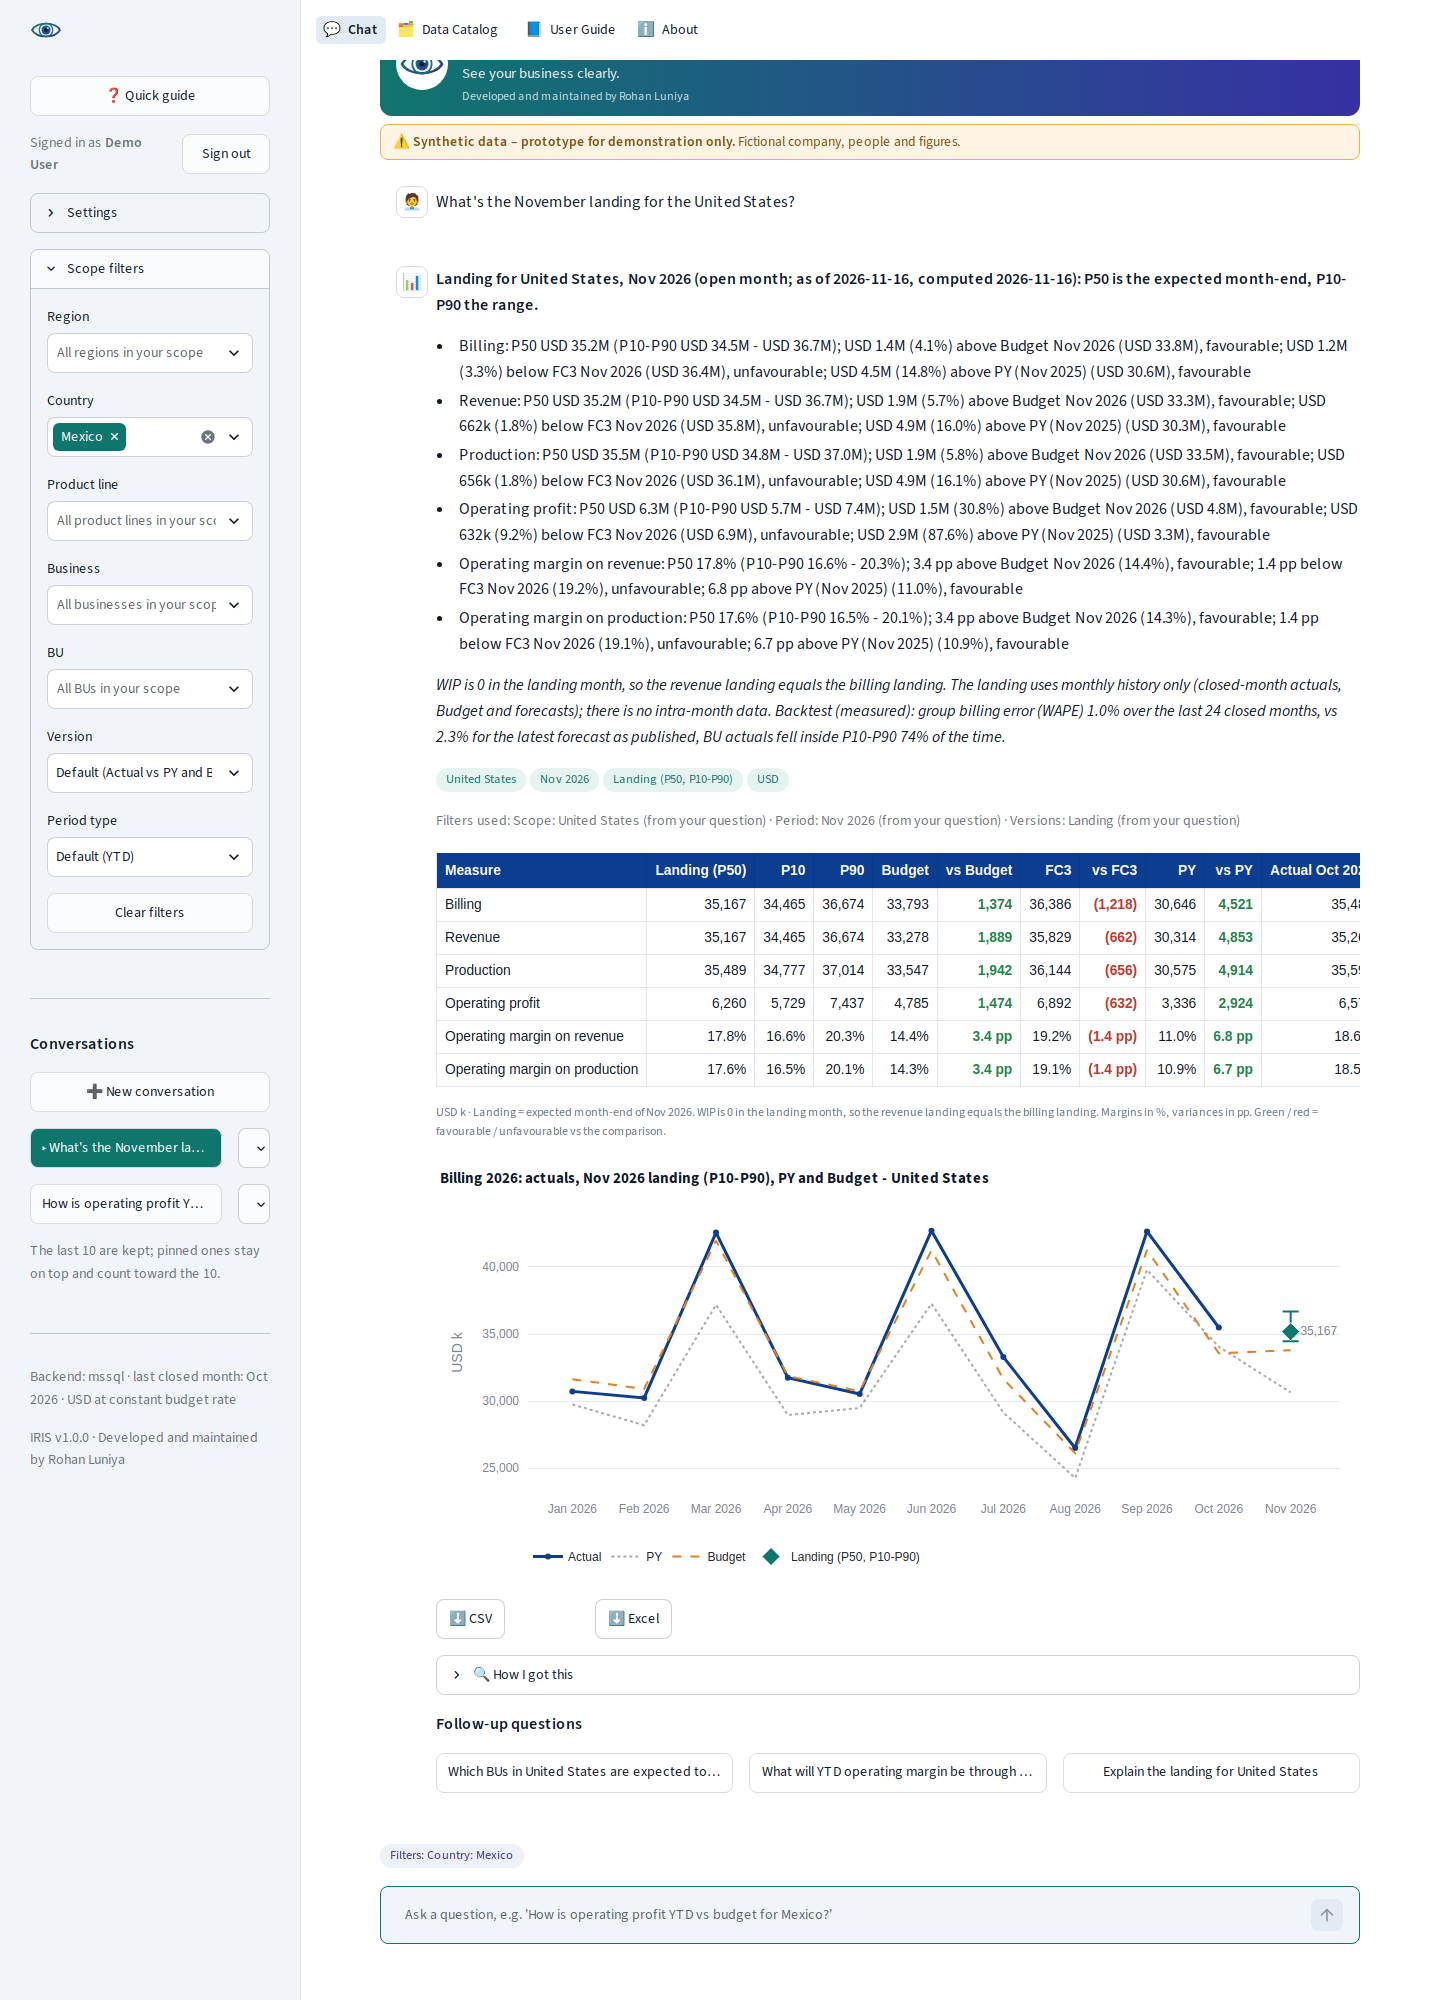 Chat
Data Catalog
User Guide
About
Quick guide
Signed in as Demo
User
Sign out
Settings
Scope filters
Region
All regions in your scope
Country
Mexico
Product line
All product lines in your sc
Business
All businesses in your scop
BU
All BUs in your scope
Version
Default (Actual vs PY and B
Period type
Default (YTD)
Clear filters
Conversations
New conversation
What's the November la…
How is operating profit Y…
The last 10 are kept; pinned ones stay
on top and count toward the 10.
Backend: mssql · last closed month: Oct
2026 · USD at constant budget rate
IRIS v1.0.0 · Developed and maintained
by Rohan Luniya
See your business clearly.
Developed and maintained by Rohan Luniya
Synthetic data – prototype for demonstration only. Fictional company, people and figures.
What's the November landing for the United States?
Landing for United States, Nov 2026 (open month; as of 2026-11-16, computed 2026-11-16): P50 is the expected month-end, P10-
P90 the range.
• Billing: P50 USD 35.2M (P10-P90 USD 34.5M - USD 36.7M); USD 1.4M (4.1%) above Budget Nov 2026 (USD 33.8M), favourable; USD 1.2M
(3.3%) below FC3 Nov 2026 (USD 36.4M), unfavourable; USD 4.5M (14.8%) above PY (Nov 2025) (USD 30.6M), favourable
• Revenue: P50 USD 35.2M (P10-P90 USD 34.5M - USD 36.7M); USD 1.9M (5.7%) above Budget Nov 2026 (USD 33.3M), favourable; USD
662k (1.8%) below FC3 Nov 2026 (USD 35.8M), unfavourable; USD 4.9M (16.0%) above PY (Nov 2025) (USD 30.3M), favourable
• Production: P50 USD 35.5M (P10-P90 USD 34.8M - USD 37.0M); USD 1.9M (5.8%) above Budget Nov 2026 (USD 33.5M), favourable; USD
656k (1.8%) below FC3 Nov 2026 (USD 36.1M), unfavourable; USD 4.9M (16.1%) above PY (Nov 2025) (USD 30.6M), favourable
• Operating profit: P50 USD 6.3M (P10-P90 USD 5.7M - USD 7.4M); USD 1.5M (30.8%) above Budget Nov 2026 (USD 4.8M), favourable; USD
632k (9.2%) below FC3 Nov 2026 (USD 6.9M), unfavourable; USD 2.9M (87.6%) above PY (Nov 2025) (USD 3.3M), favourable
• Operating margin on revenue: P50 17.8% (P10-P90 16.6% - 20.3%); 3.4 pp above Budget Nov 2026 (14.4%), favourable; 1.4 pp below
FC3 Nov 2026 (19.2%), unfavourable; 6.8 pp above PY (Nov 2025) (11.0%), favourable
• Operating margin on production: P50 17.6% (P10-P90 16.5% - 20.1%); 3.4 pp above Budget Nov 2026 (14.3%), favourable; 1.4 pp
below FC3 Nov 2026 (19.1%), unfavourable; 6.7 pp above PY (Nov 2025) (10.9%), favourable
WIP is 0 in the landing month, so the revenue landing equals the billing landing. The landing uses monthly history only (closed-month actuals,
Budget and forecasts); there is no intra-month data. Backtest (measured): group billing error (WAPE) 1.0% over the last 24 closed months, vs
2.3% for the latest forecast as published, BU actuals fell inside P10-P90 74% of the time.
United States Nov 2026 Landing (P50, P10-P90) USD
Filters used: Scope: United States (from your question) · Period: Nov 2026 (from your question) · Versions: Landing (from your question)
Measure Landing (P50) P10 P90 Budget vs Budget FC3 vs FC3 PY vs PY Actual Oct 202
Billing 35,167 34,465 36,674 33,793 1,374 36,386 (1,218) 30,646 4,521 35,48
Revenue 35,167 34,465 36,674 33,278 1,889 35,829 (662) 30,314 4,853 35,26
Production 35,489 34,777 37,014 33,547 1,942 36,144 (656) 30,575 4,914 35,59
Operating profit 6,260 5,729 7,437 4,785 1,474 6,892 (632) 3,336 2,924 6,57
Operating margin on revenue 17.8% 16.6% 20.3% 14.4% 3.4 pp 19.2% (1.4 pp) 11.0% 6.8 pp 18.6
Operating margin on production 17.6% 16.5% 20.1% 14.3% 3.4 pp 19.1% (1.4 pp) 10.9% 6.7 pp 18.5
USD k · Landing = expected month-end of Nov 2026. WIP is 0 in the landing month, so the revenue landing equals the billing landing. Margins in %, variances in pp. Green / red =
favourable / unfavourable vs the comparison.
Billing 2026: actuals, Nov 2026 landing (P10-P90), PY and Budget - United States
USD k
40,000
35,000
30,000
25,000
35,167
Jan 2026 Feb 2026 Mar 2026 Apr 2026 May 2026 Jun 2026 Jul 2026 Aug 2026 Sep 2026 Oct 2026 Nov 2026
Actual PY Budget Landing (P50, P10-P90)
CSV
Excel
How I got this
Follow-up questions
Which BUs in United States are expected to…
What will YTD operating margin be through …
Explain the landing for United States
Filters: Country: Mexico
Ask a question, e.g. 'How is operating profit YTD vs budget for Mexico?'